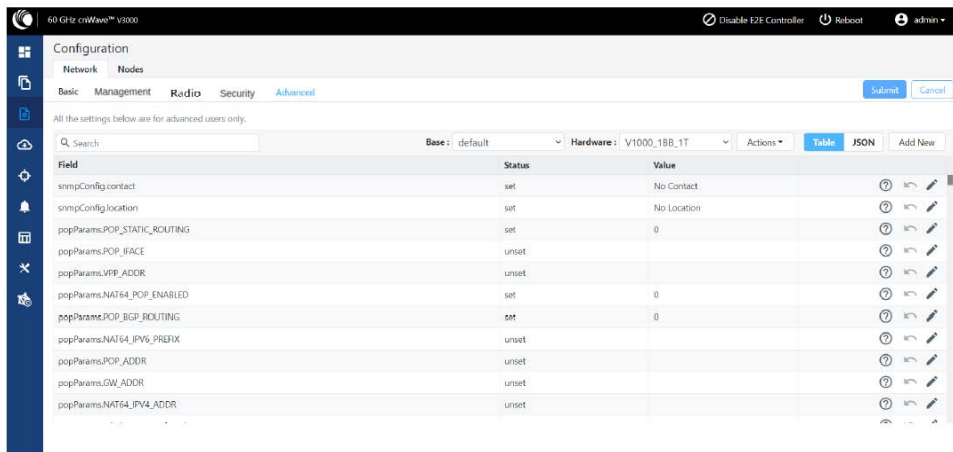 60 GHz cnWave™ V3000 Disable E2E Controller Reboot admin
Configuration
Network Nodes
Basic Management Radio Security Advanced Submit Cancel
All the settings below are for advanced users only.
Search Base : default Hardware : V1000_18B_1T Actions Table JSON Add New
Field Status Value
snmpConfig.contact set No Contact
snmpConfig.location set No Location
popParams.POP_STATIC_ROUTING set 0
popParams.POP_IFACE unset
popParams.VPP_ADDR unset
popParams.NAT64_POP_ENABLED set 0
popParams.POP_BGP_ROUTING set 0
popParams.NAT64_IPV6_PREFIX unset
popParams.POP_ADDR unset
popParams.GW_ADDR unset
popParams.NAT64_IPV4_ADDR unset